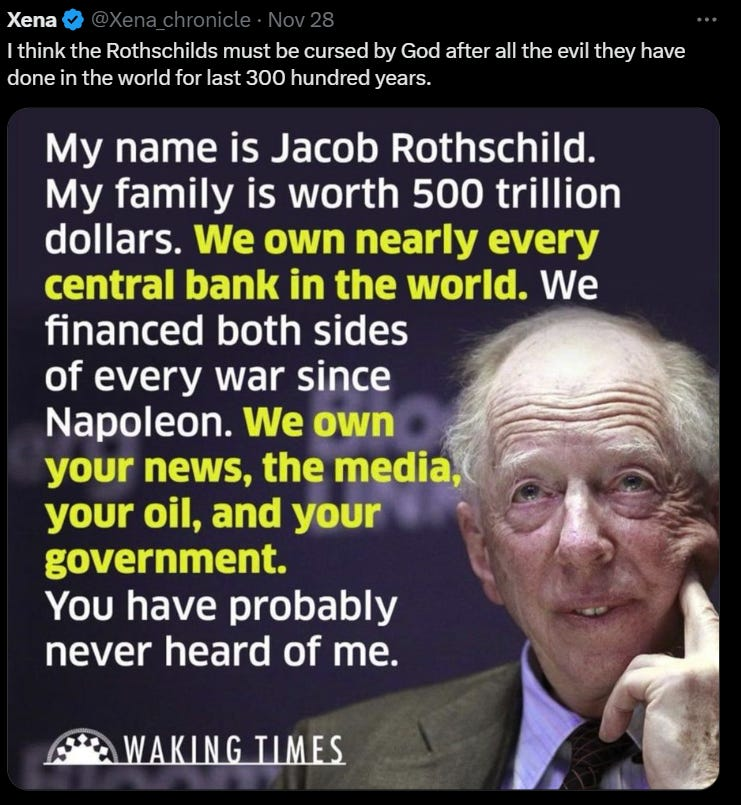 Xena @Xena_chronicle · Nov 28
I think the Rothschilds must be cursed by God after all the evil they have
done in the world for last 300 hundred years.
My name is Jacob Rothschild.
My family is worth 500 trillion
dollars. We own nearly every
central bank in the world. We
financed both sides
of every war since
Napoleon. We own
your news, the media,
your oil, and your
government.
You have probably
never heard of me.
WAKING TIMES